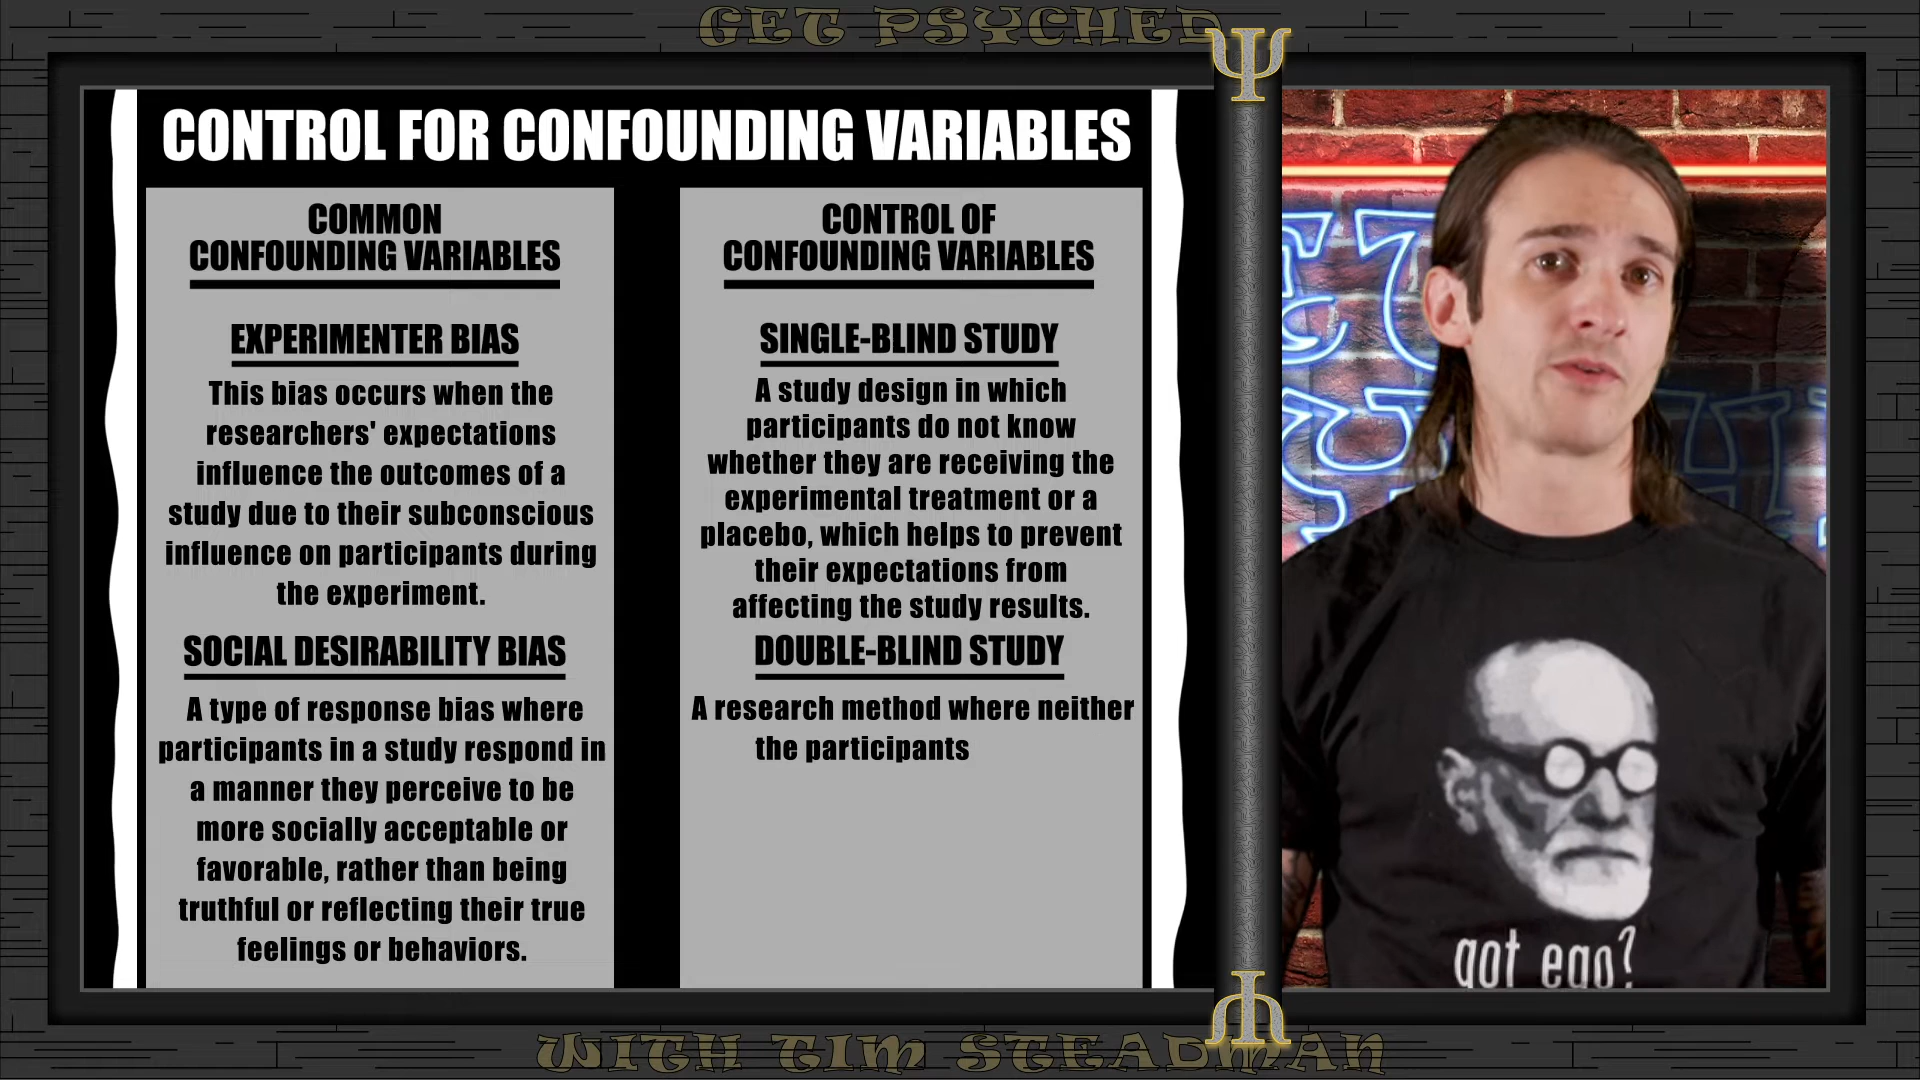 GET PSYCHED
CONTROL FOR CONFOUNDING VARIABLES
COMMON
CONFOUNDING VARIABLES
EXPERIMENTER BIAS
This bias occurs when the
researchers' expectations
influence the outcomes of a
study due to their subconscious
influence on participants during
the experiment.
SOCIAL DESIRABILITY BIAS
A type of response bias where
participants in a study respond in
a manner they perceive to be
more socially acceptable or
favorable, rather than being
truthful or reflecting their true
feelings or behaviors.
CONTROL OF
CONFOUNDING VARIABLES
SINGLE-BLIND STUDY
A study design in which
participants do not know
whether they are receiving the
experimental treatment or a
placebo, which helps to prevent
their expectations from
affecting the study results.
DOUBLE-BLIND STUDY
A research method where neither
the participants
got ego?
WITH TIM STEADMAN